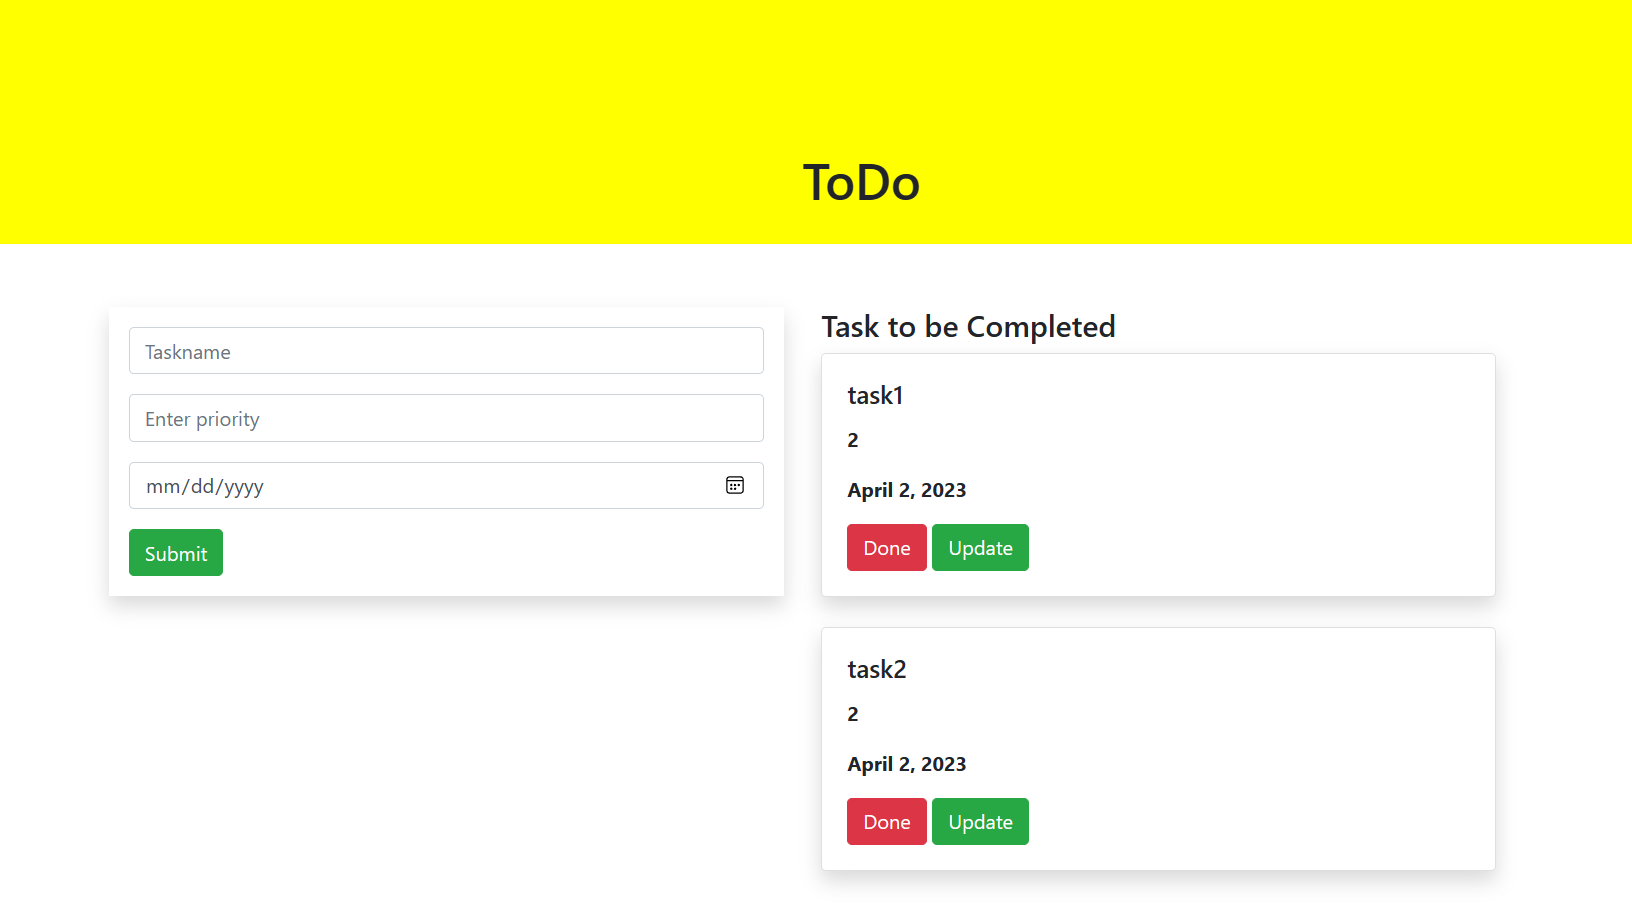 ToDo
Taskname
Enter priority
mm/dd/yyyy
Submit
Task to be Completed
task1
2
April 2, 2023
Done Update
task2
2
April 2, 2023
Done Update